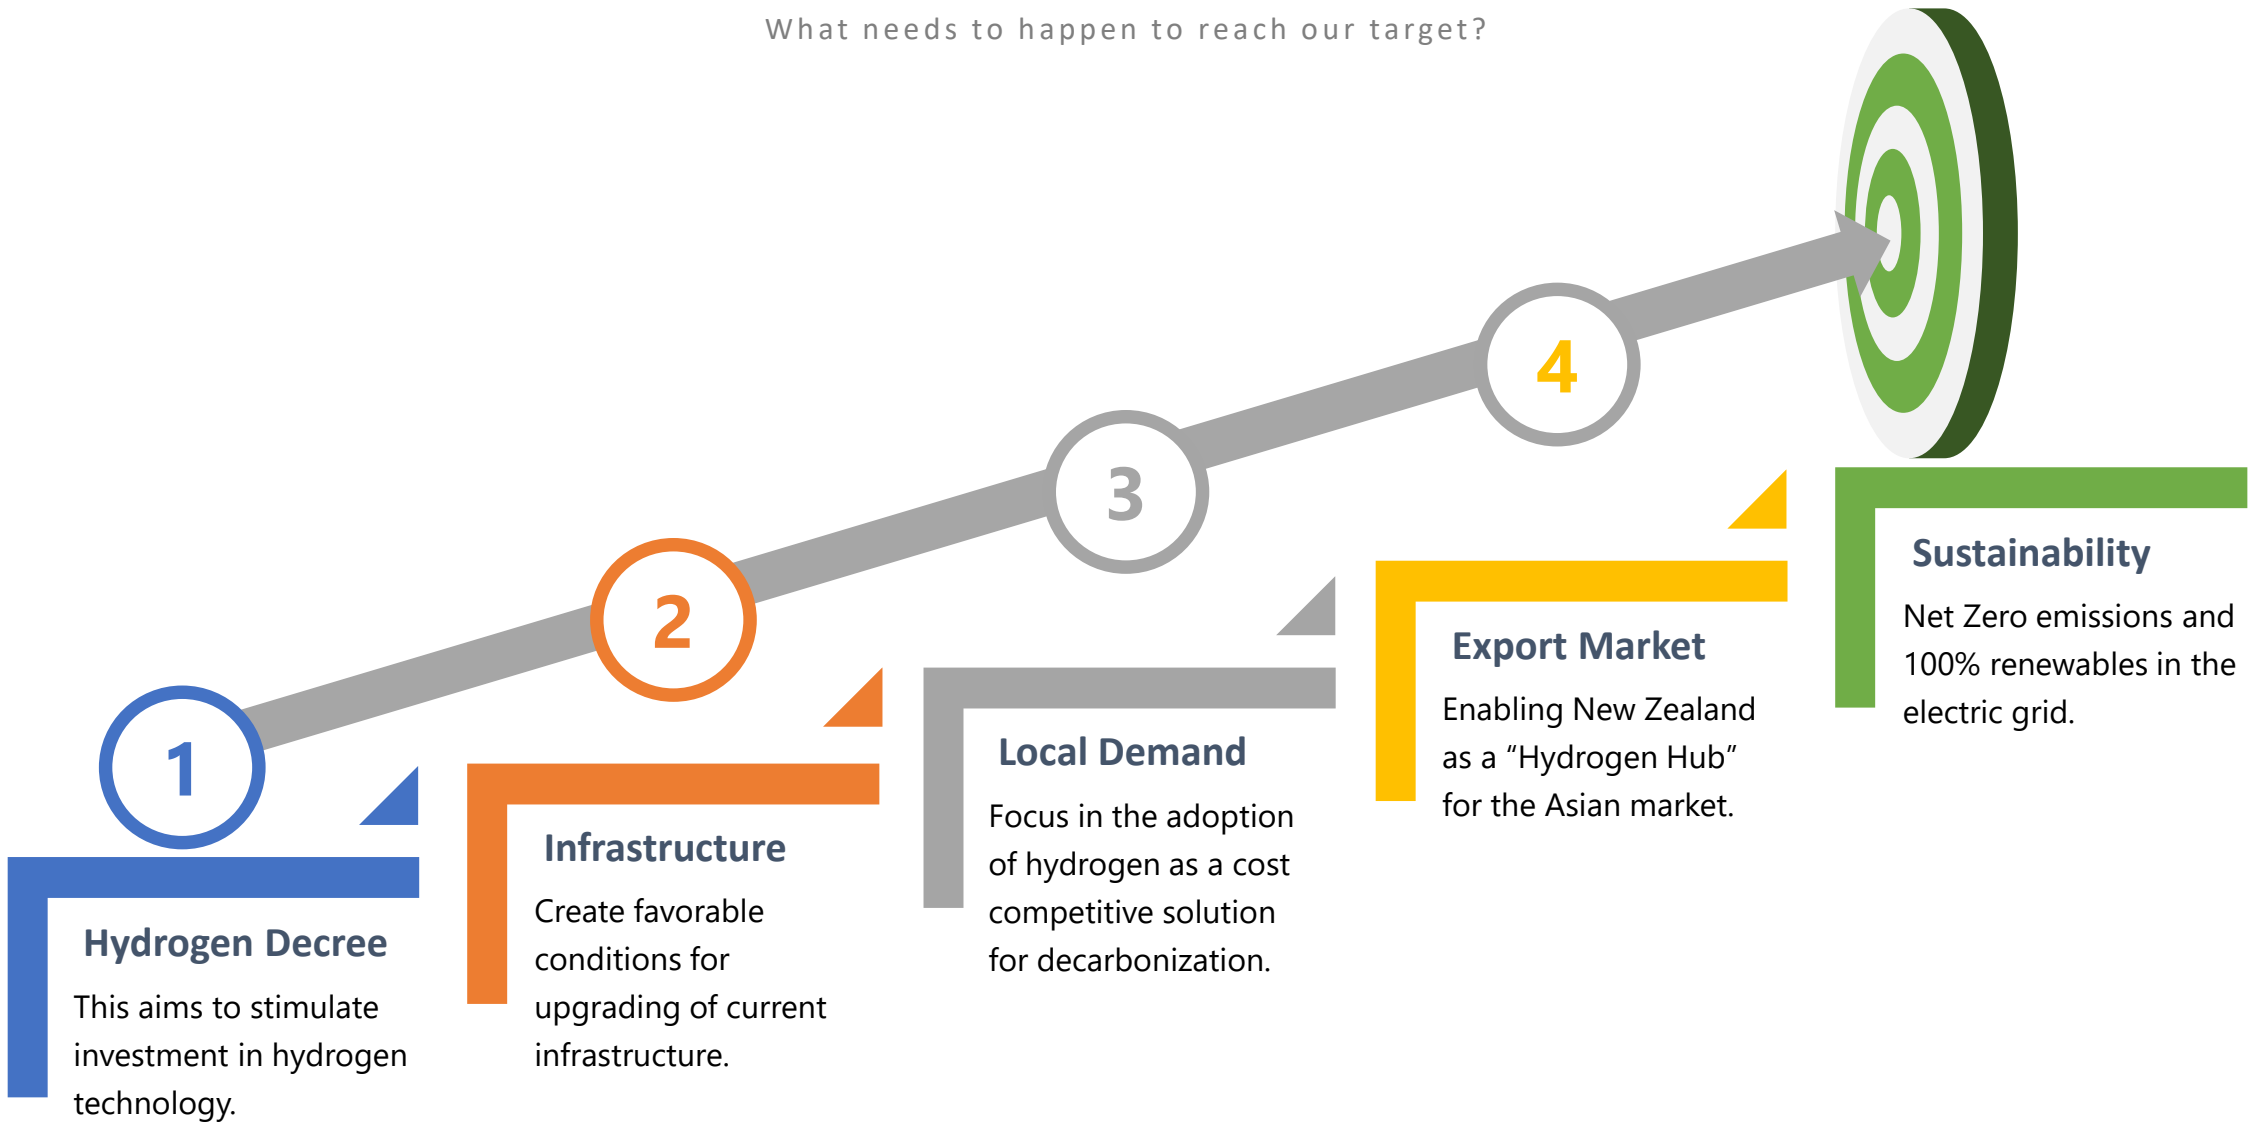 What needs to happen to reach our target?
1
Hydrogen Decree
This aims to stimulate
investment in hydrogen
technology.
2
Infrastructure
Create favorable
conditions for
upgrading of current
infrastructure.
3
Local Demand
Focus in the adoption
of hydrogen as a cost
competitive solution
for decarbonization.
4
Export Market
Enabling New Zealand
as a “Hydrogen Hub”
for the Asian market.
Sustainability
Net Zero emissions and
100% renewables in the
electric grid.